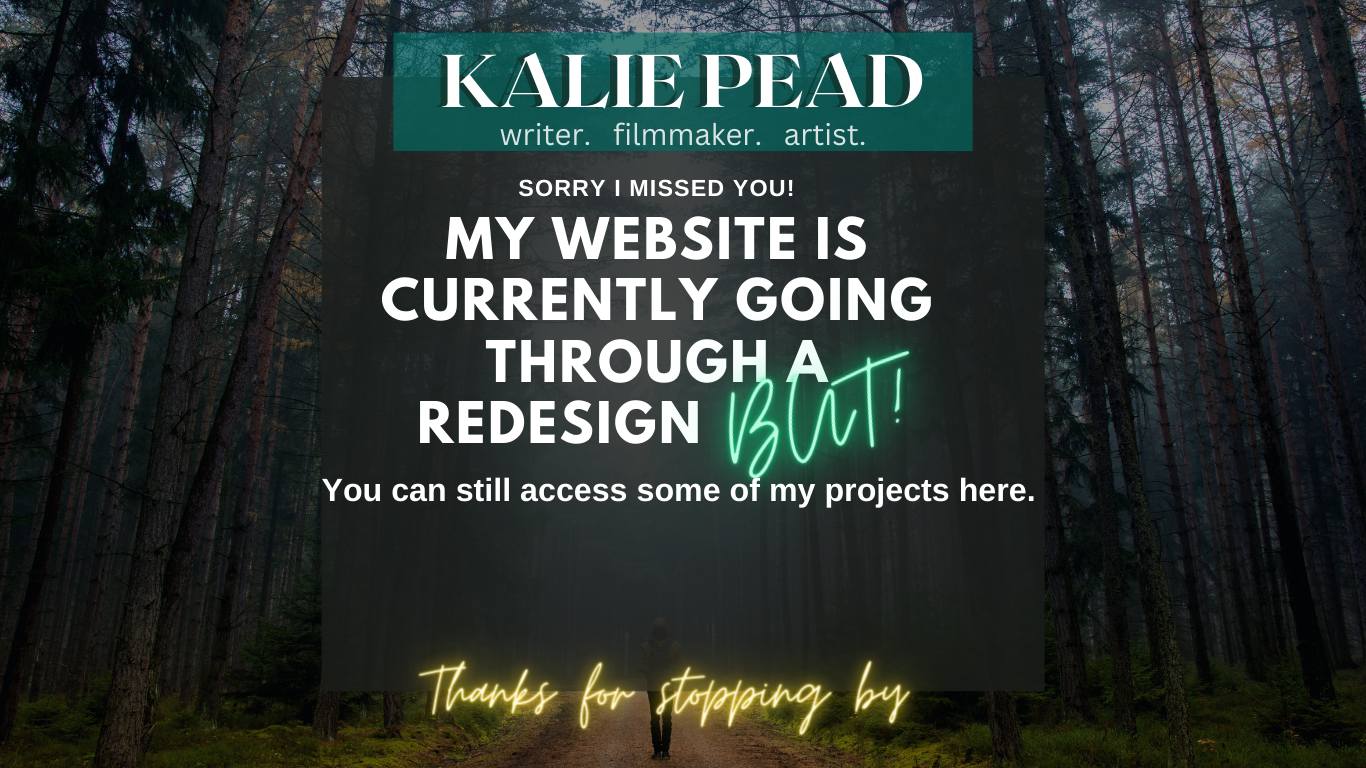 KALIE PEAD
writer. filmmaker. artist.
SORRY I MISSED YOU!
MY WEBSITE IS
CURRENTLY GOING
THROUGH A
REDESIGN BUT!
You can still access some of my projects here.
Thanks for stopping by